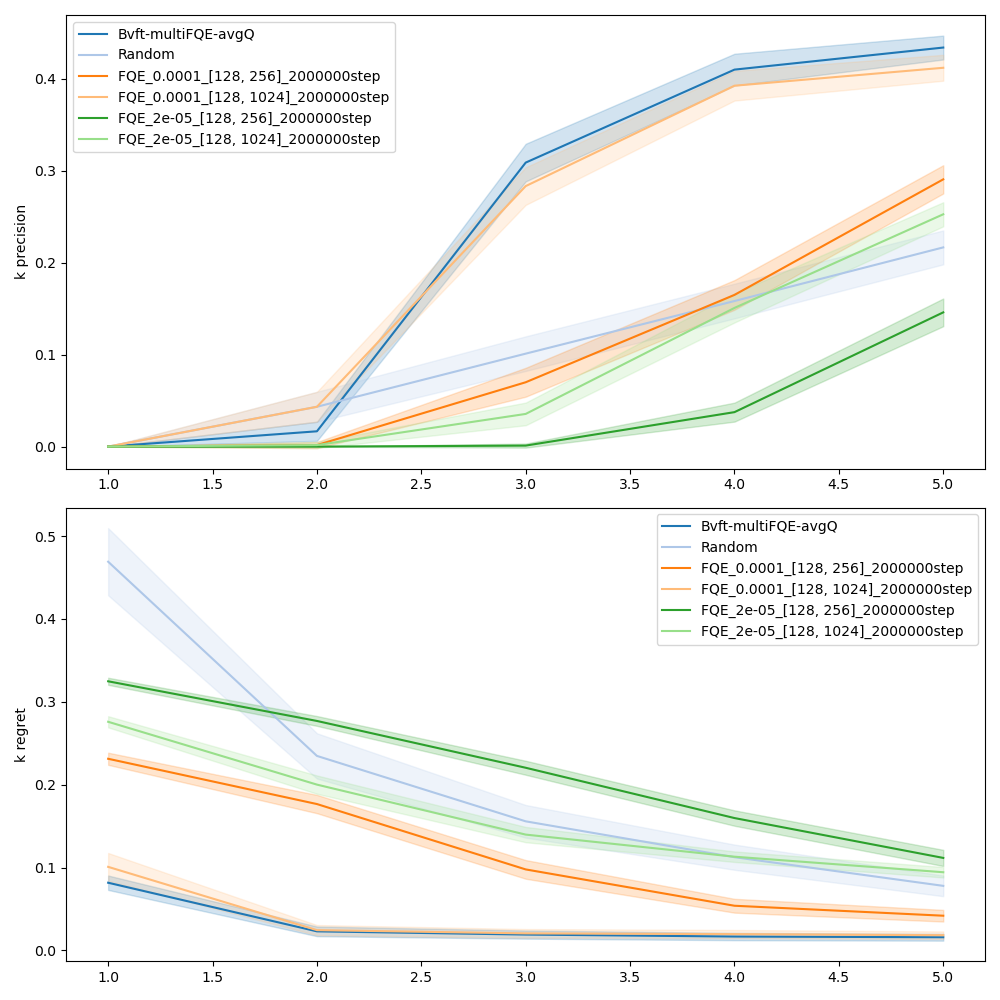 Bvft-multiFQE-avgQ
Random
FQE_0.0001_[128, 256]_2000000step
FQE_0.0001_[128, 1024]_2000000step
FQE_2e-05_[128, 256]_2000000step
FQE_2e-05_[128, 1024]_2000000step
k precision
0.4
0.3
0.2
0.1
0.0
1.0 1.5 2.0 2.5 3.0 3.5 4.0 4.5 5.0
Bvft-multiFQE-avgQ
Random
FQE_0.0001_[128, 256]_2000000step
FQE_0.0001_[128, 1024]_2000000step
FQE_2e-05_[128, 256]_2000000step
FQE_2e-05_[128, 1024]_2000000step
k regret
0.5
0.4
0.3
0.2
0.1
0.0
1.0 1.5 2.0 2.5 3.0 3.5 4.0 4.5 5.0